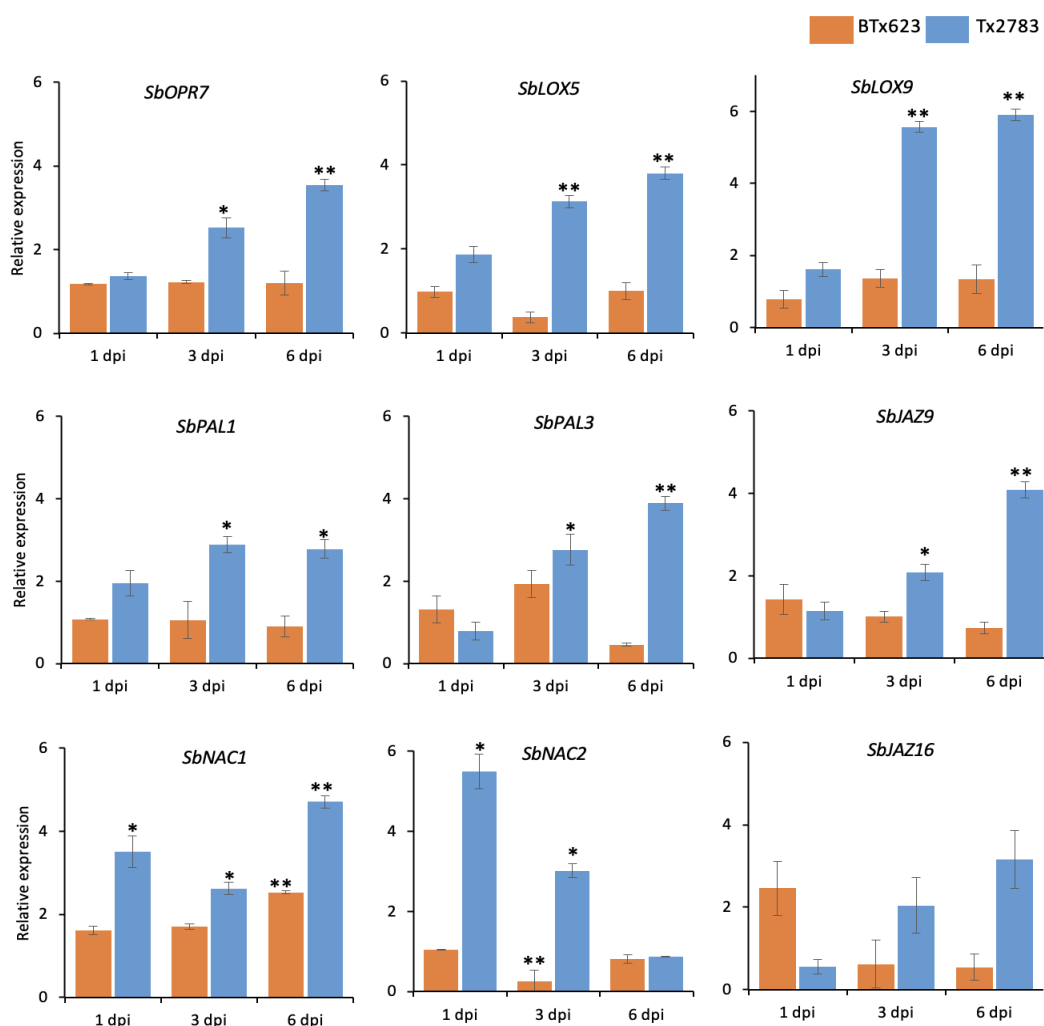 BTx623 Tx2783
SbOPR7
Relative expression
6
4
2
0
*
**
1 dpi 3 dpi 6 dpi
SbLOX5
6
4
2
0
**
**
1 dpi 3 dpi 6 dpi
SbLOX9
6
4
2
0
**
**
1 dpi 3 dpi 6 dpi
SbPAL1
Relative expression
6
4
2
0
*
*
1 dpi 3 dpi 6 dpi
SbPAL3
6
4
2
0
*
**
1 dpi 3 dpi 6 dpi
SbJAZ9
6
4
2
0
*
**
1 dpi 3 dpi 6 dpi
SbNAC1
Relative expression
6
4
2
0
*
*
**
**
1 dpi 3 dpi 6 dpi
SbNAC2
6
4
2
0
*
**
*
1 dpi 3 dpi 6 dpi
SbJAZ16
6
4
2
0
1 dpi 3 dpi 6 dpi